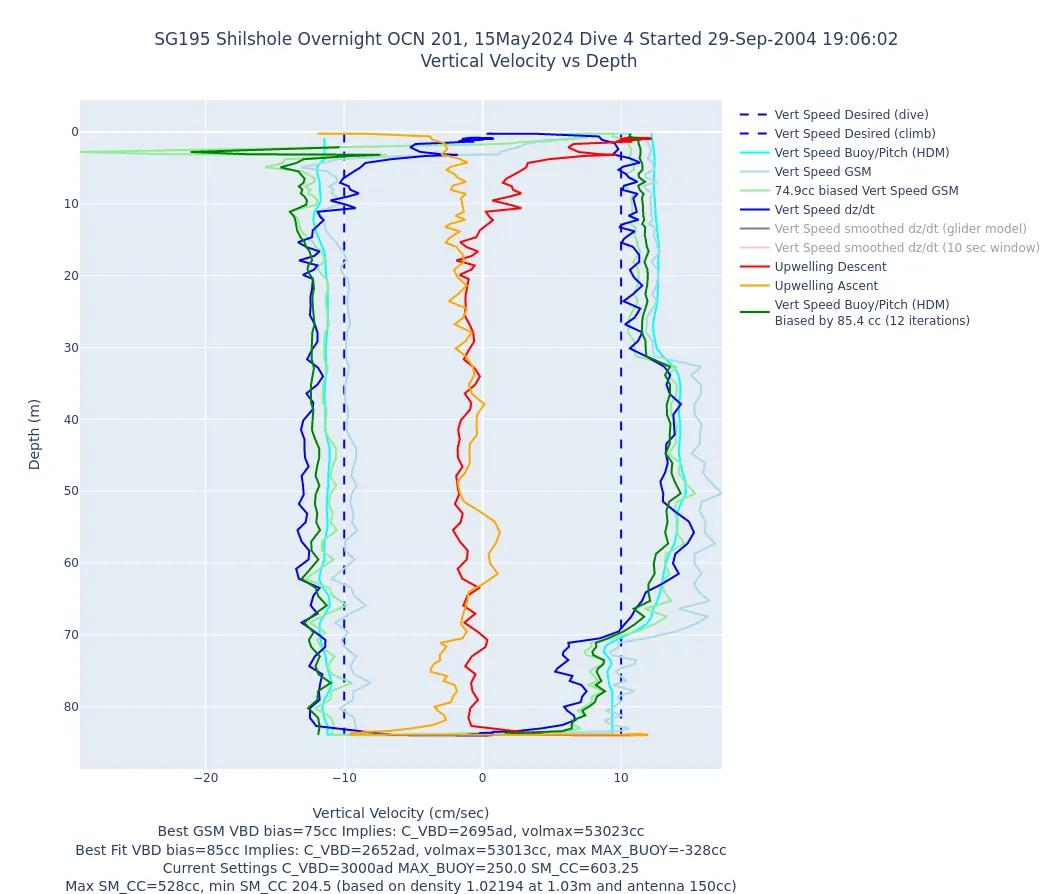 SG195 Shilshole Overnight OCN 201, 15May2024 Dive 4 Started 29-Sep-2004 19:06:02
Vertical Velocity vs Depth
Vert Speed Desired (dive)
Vert Speed Desired (climb)
Vert Speed Buoy/Pitch (HDM)
Vert Speed GSM
74.9cc biased Vert Speed GSM
Vert Speed dz/dt
Vert Speed smoothed dz/dt (glider model)
Vert Speed smoothed dz/dt (10 sec window)
Upwelling Descent
Upwelling Ascent
Vert Speed Buoy/Pitch (HDM)
Biased by 85.4 cc (12 iterations)
Depth (m)
0
10
20
30
40
50
60
70
80
−20
−10
0
10
Vertical Velocity (cm/sec)
Best GSM VBD bias=75cc Implies: C_VBD=2695ad, volmax=53023cc
Best Fit VBD bias=85cc Implies: C_VBD=2652ad, volmax=53013cc, max MAX_BUOY=-328cc
Current Settings C_VBD=3000ad MAX_BUOY=250.0 SM_CC=603.25
Max SM_CC=528cc, min SM_CC 204.5 (based on density 1.02194 at 1.03m and antenna 150cc)